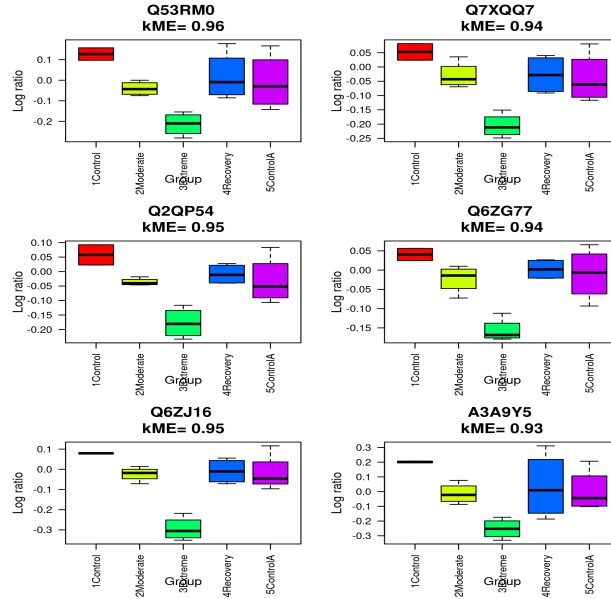 Q53RM0
kME= 0.96
Log ratio
0.1
0.0
-0.1
-0.2
1Control
2Moderate
3Extreme
4Recovery
5ControlA
Group
Q7XQQ7
kME= 0.94
Log ratio
0.05
0.00
-0.05
-0.10
-0.15
-0.20
-0.25
1Control
2Moderate
3Extreme
4Recovery
5ControlA
Group
Q2QP54
kME= 0.95
Log ratio
0.10
0.05
0.00
-0.05
-0.10
-0.15
-0.20
1Control
2Moderate
3Extreme
4Recovery
5ControlA
Group
Q6ZG77
kME= 0.94
Log ratio
0.05
0.00
-0.05
-0.15
1Control
2Moderate
3Extreme
4Recovery
5ControlA
Group
Q6ZJ16
kME= 0.95
Log ratio
0.1
0.0
-0.1
-0.3
1Control
2Moderate
3Extreme
4Recovery
5ControlA
Group
A3A9Y5
kME= 0.93
Log ratio
0.3
0.2
0.1
0.0
-0.1
-0.2
-0.3
1Control
2Moderate
3Extreme
4Recovery
5ControlA
Group